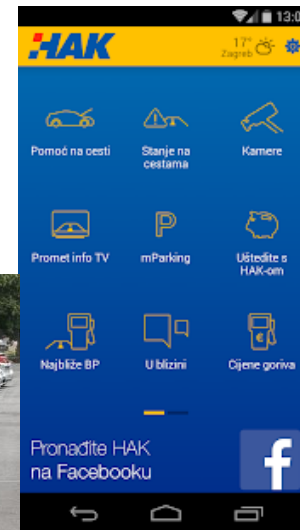 13:0
HAK
17°
Zagreb
Pomoć na cesti
Stanje na
cestama
Kamere
Promet info TV
P
mParking
Uštedite s
HAK-om
Najbliže BP
U blizini
€
Cijene goriva
Pronađite HAK
na Facebooku
f